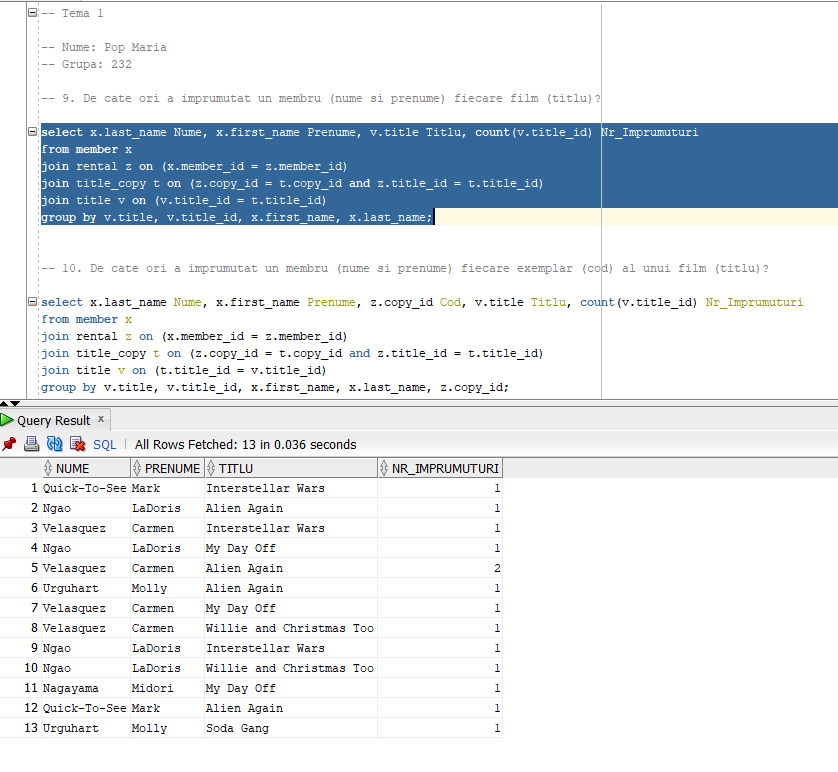 -- Tema 1
-- Nume: Pop Maria
-- Grupa: 232
-- 9. De cate ori a imprumutat un membru (nume si prenume) fiecare film (titlu)?
select x.last_name Nume, x.first_name Prenume, v.title Titlu, count(v.title_id) Nr_Imprumuturi
from member x
join rental z on (x.member_id = z.member_id)
join title_copy t on (z.copy_id = t.copy_id and z.title_id = t.title_id)
join title v on (v.title_id = t.title_id)
group by v.title, v.title_id, x.first_name, x.last_name;
-- 10. De cate ori a imprumutat un membru (nume si prenume) fiecare exemplar (cod) al unui film (titlu)?
select x.last_name Nume, x.first_name Prenume, z.copy_id Cod, v.title Titlu, count(v.title_id) Nr_Imprumuturi
from member x
join rental z on (x.member_id = z.member_id)
join title_copy t on (z.copy_id = t.copy_id and z.title_id = t.title_id)
join title v on (t.title_id = v.title_id)
group by v.title, v.title_id, x.first_name, x.last_name, z.copy_id;
Query Result x
SQL | All Rows Fetched: 13 in 0.036 seconds
NUME PRENUME TITLU NR_IMPRUMUTURI
1 Quick-To-See Mark Interstellar Wars 1
2 Ngao LaDoris Alien Again 1
3 Velasquez Carmen Interstellar Wars 1
4 Ngao LaDoris My Day Off 1
5 Velasquez Carmen Alien Again 2
6 Urguhart Molly Alien Again 1
7 Velasquez Carmen My Day Off 1
8 Velasquez Carmen Willie and Christmas Too 1
9 Ngao LaDoris Interstellar Wars 1
10 Ngao LaDoris Willie and Christmas Too 1
11 Nagayama Midori My Day Off 1
12 Quick-To-See Mark Alien Again 1
13 Urguhart Molly Soda Gang 1